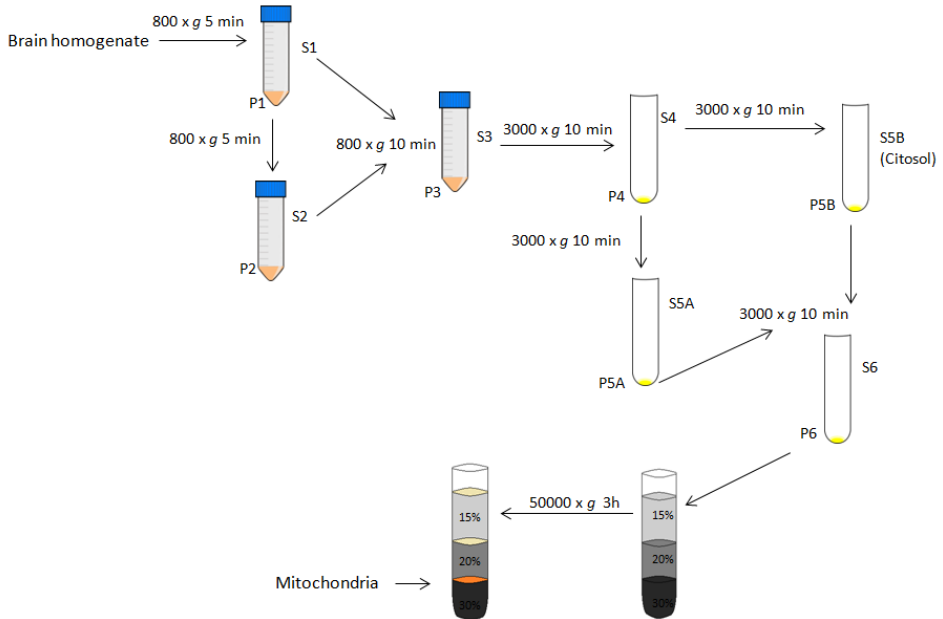 800 x g 5 min
Brain homogenate
S1
P1
800 x g 5 min
800 x g 10 min
S2
P2
S3
P3
3000 x g 10 min
S4
P4
3000 x g 10 min
S5B
(Citosol)
P5B
3000 x g 10 min
S5A
P5A
3000 x g 10 min
S6
P6
50000 x g 3h
15%
20%
30%
15%
20%
30%
Mitochondria